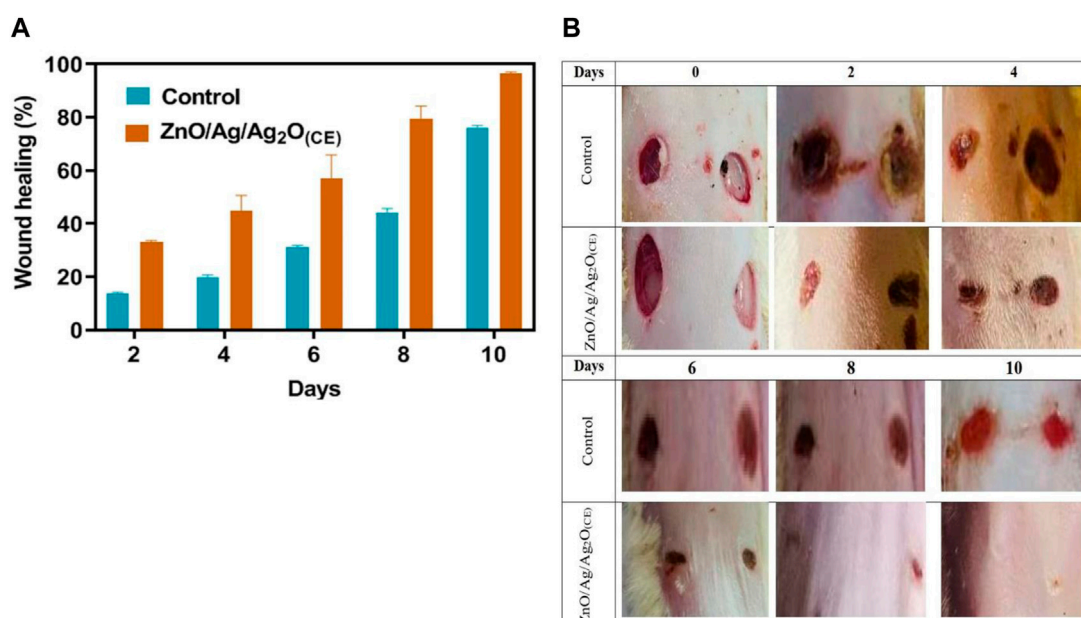 A
100
80
60
40
20
0
Wound healing (%)
Control
ZnO/Ag/Ag₂O(CE)
2 4 6 8 10
Days
B
Days 0 2 4
Control
ZnO/Ag/Ag₂O(CE)
Days 6 8 10
Control
ZnO/Ag/Ag₂O(CE)